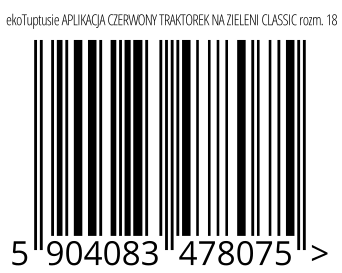 ekoTuptusie APLIKACJA CZERWONY TRAKTOREK NA ZIELENI CLASSIC rozm. 18
5 904083 478075 >